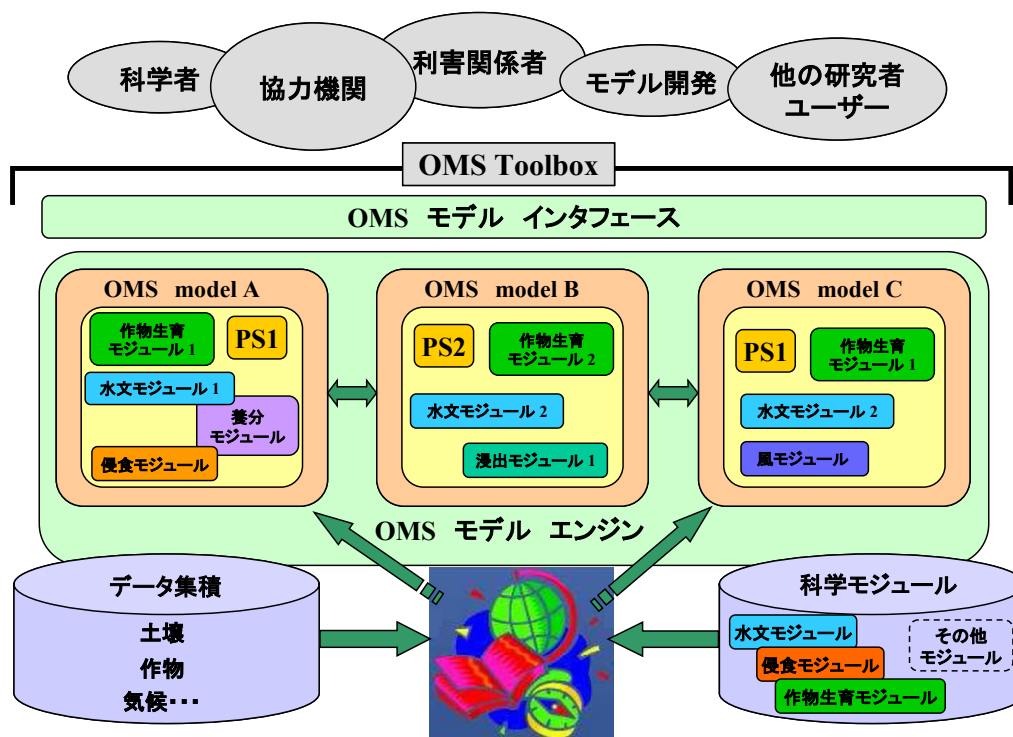 科学者
協力機関
利害関係者
モデル開発
他の研究者
ユーザー
OMS Toolbox
OMS モデル インタフェース
OMS model A
作物生育
モジュール 1
PS1
水文モジュール 1
養分
モジュール
侵食モジュール
OMS model B
PS2
作物生育
モジュール 2
水文モジュール 2
浸出モジュール 1
OMS model C
PS1
作物生育
モジュール 1
水文モジュール 2
風モジュール
OMS モデル エンジン
データ集積
土壌
作物
気候・・・
科学モジュール
水文モジュール
侵食モジュール
作物生育モジュール
その他
モジュール